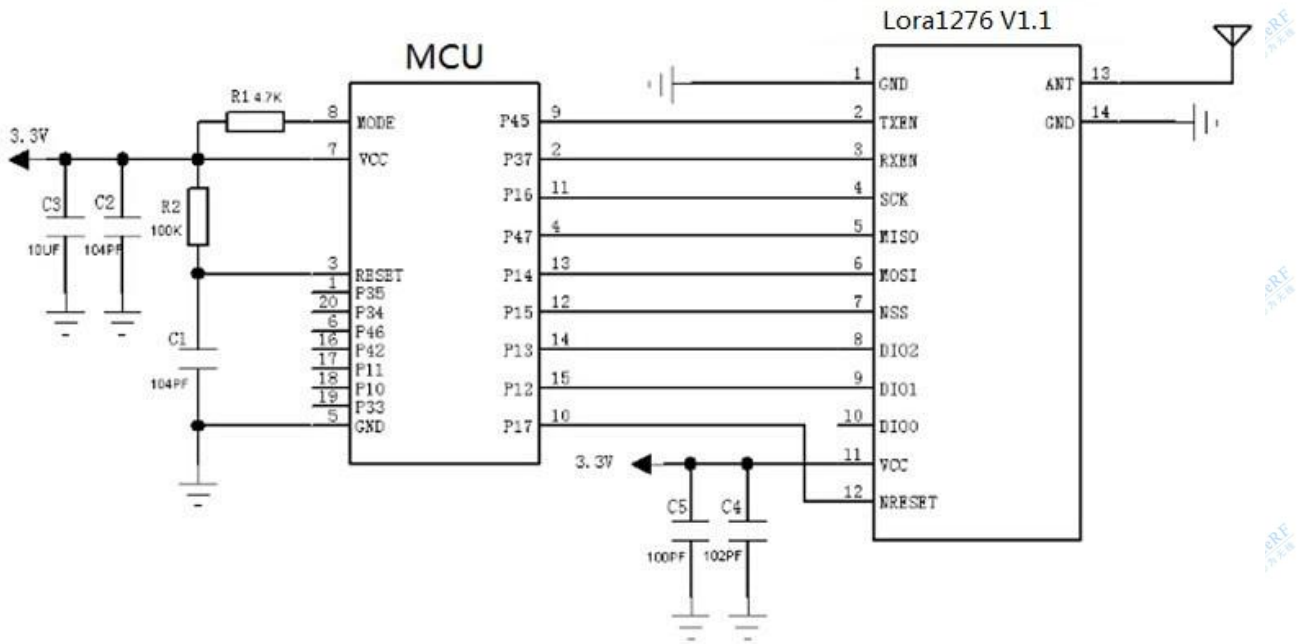 Lora1276 V1.1
MCU
R1 4.7K
3.3V
C3
10UF
C2
104PF
R2
100K
C1
104PF
8 MODE
7 VCC
3 RESET
1 P35
20 P34
6 P46
16 P42
17 P11
18 P10
19 P33
5 GND
P45 9
P37 2
P16 11
P47 4
P14 13
P15 12
P13 14
P12 15
P17 10
3.3V
C5
100PF
C4
102PF
1 GND
2 TXEN
3 RXEN
4 SCK
5 MISO
6 MOSI
7 NSS
8 DIO2
9 DIO1
10 DIO0
11 VCC
12 NRESET
ANT 13
GND 14